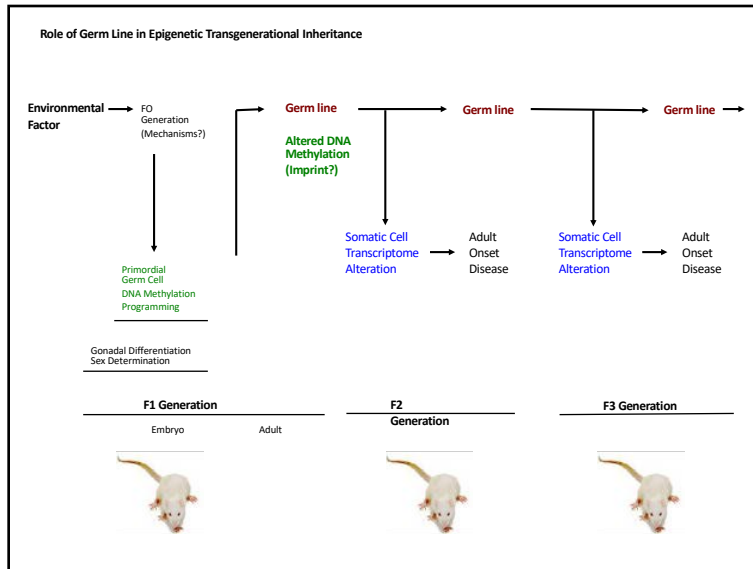 Role of Germ Line in Epigenetic Transgenerational Inheritance
Environmental
Factor
FO
Generation
(Mechanisms?)
Primordial
Germ Cell
DNA Methylation
Programming
Gonadal Differentiation
Sex Determination
Germ line
Altered DNA
Methylation
(Imprint?)
Germ line
Germ line
Somatic Cell
Transcriptome
Alteration
Adult
Onset
Disease
Somatic Cell
Transcriptome
Alteration
Adult
Onset
Disease
F1 Generation
Embryo
Adult
F2
Generation
F3 Generation